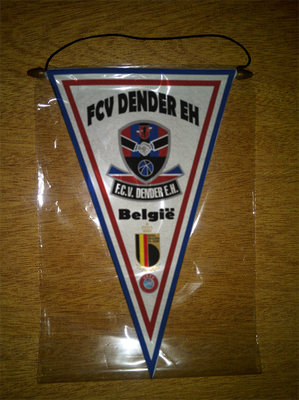 FCV DENDER EH
F.C.V. DENDER E.H.
België